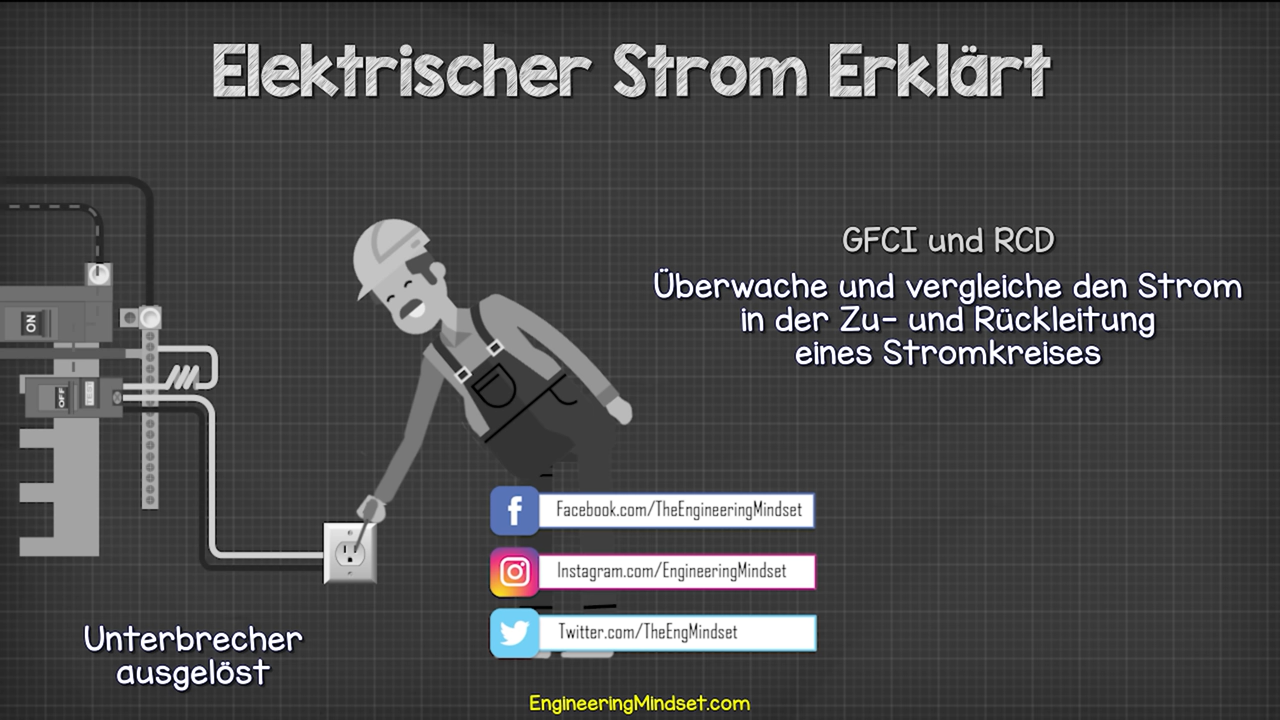 Elektrischer Strom Erklärt
GFCI und RCD
Überwache und vergleiche den Strom
in der Zu- und Rückleitung
eines Stromkreises
ON
OFF
TEST
Facebook.com/TheEngineeringMindset
Instagram.com/EngineeringMindset
Twitter.com/TheEngMindset
Unterbrecher
ausgelöst
EngineeringMindset.com